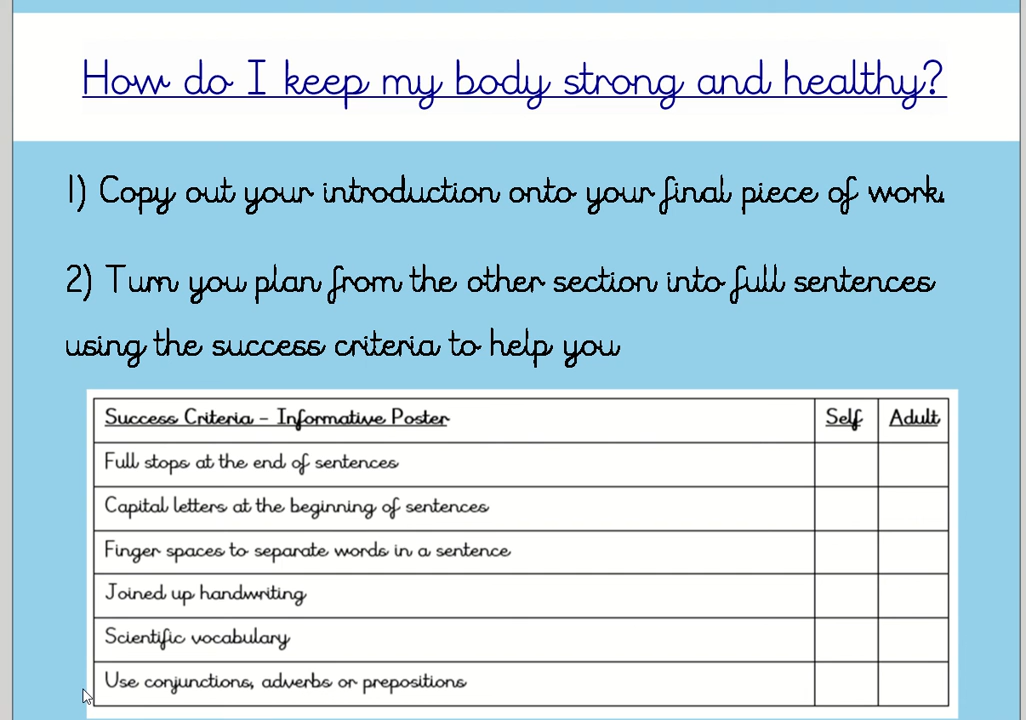 How do I keep my body strong and healthy?
1) Copy out your introduction onto your final piece of work.
2) Turn you plan from the other section into full sentences
using the success criteria to help you
Success Criteria - Informative Poster Self Adult
Full stops at the end of sentences
Capital letters at the beginning of sentences
Finger spaces to separate words in a sentence
Joined up handwriting
Scientific vocabulary
Use conjunctions, adverbs or prepositions